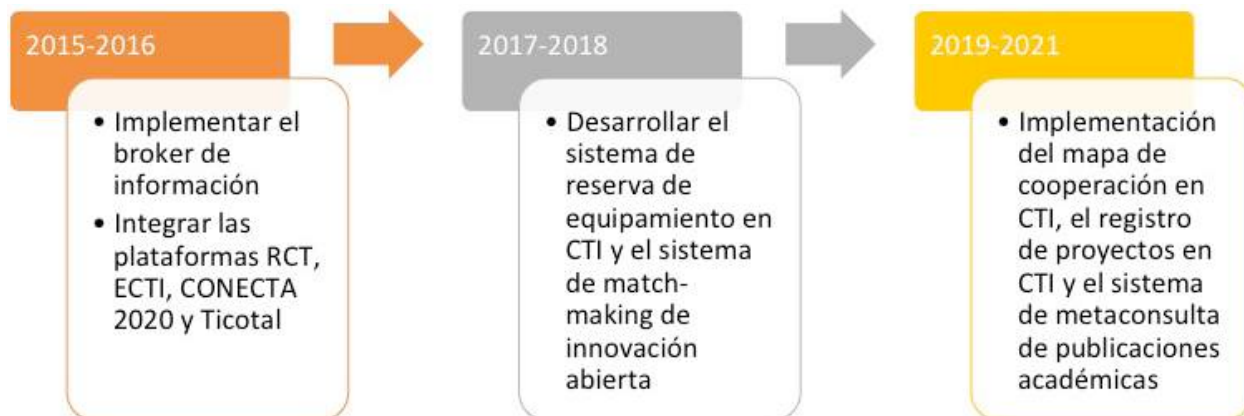 2015-2016
• Implementar el
broker de
información
• Integrar las
plataformas RCT,
ECTI, CONECTA
2020 y Ticotal
2017-2018
• Desarrollar el
sistema de
reserva de
equipamiento en
CTI y el sistema
de match-
making de
innovación
abierta
2019-2021
• Implementación
del mapa de
cooperación en
CTI, el registro
de proyectos en
CTI y el sistema
de metaconsulta
de publicaciones
académicas